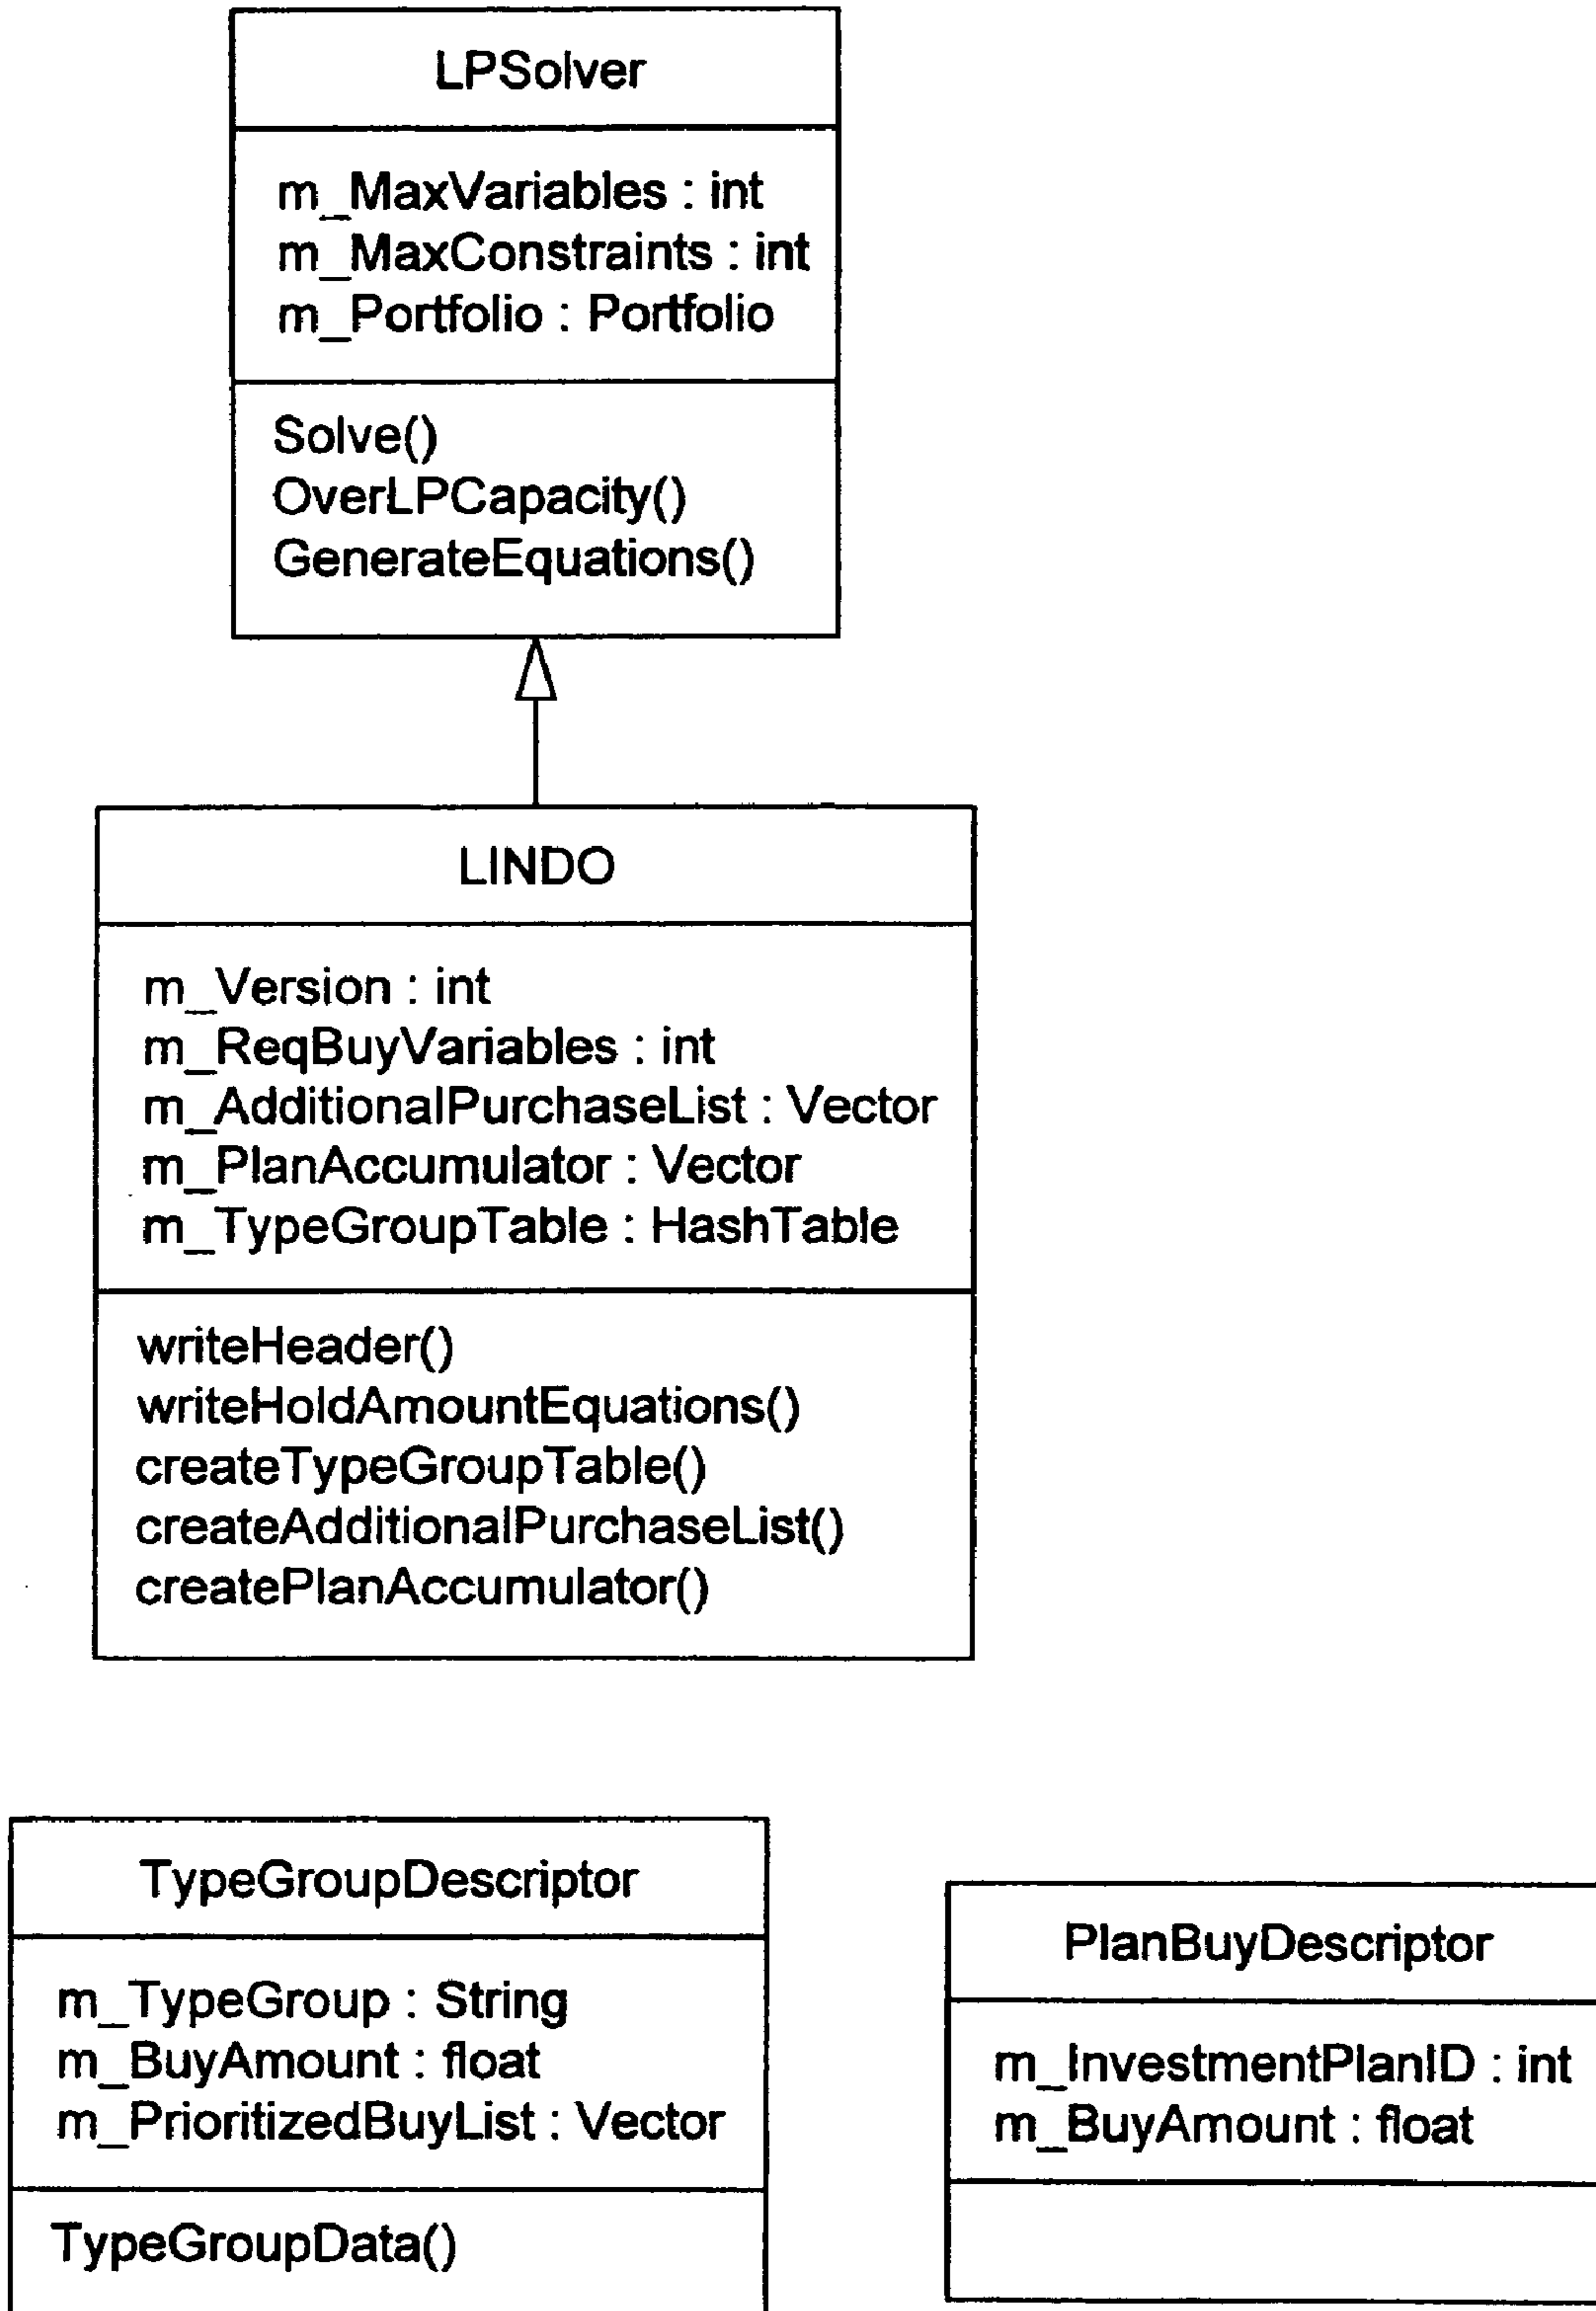 LPSolver
m_MaxVariables : int
m_MaxConstraints : int
m_Portfolio : Portfolio
Solve()
OverLPCapacity()
GenerateEquations()
LINDO
m_Version : int
m_ReqBuyVariables : int
m_AdditionalPurchaseList : Vector
m_PlanAccumulator : Vector
m_TypeGroupTable : HashTable
writeHeader()
writeHoldAmountEquations()
createTypeGroupTable()
createAdditionalPurchaseList()
createPlanAccumulator()
TypeGroupDescriptor
m_TypeGroup : String
m_BuyAmount : float
m_PrioritizedBuyList : Vector
TypeGroupData()
PlanBuyDescriptor
m_InvestmentPlanID : int
m_BuyAmount : float